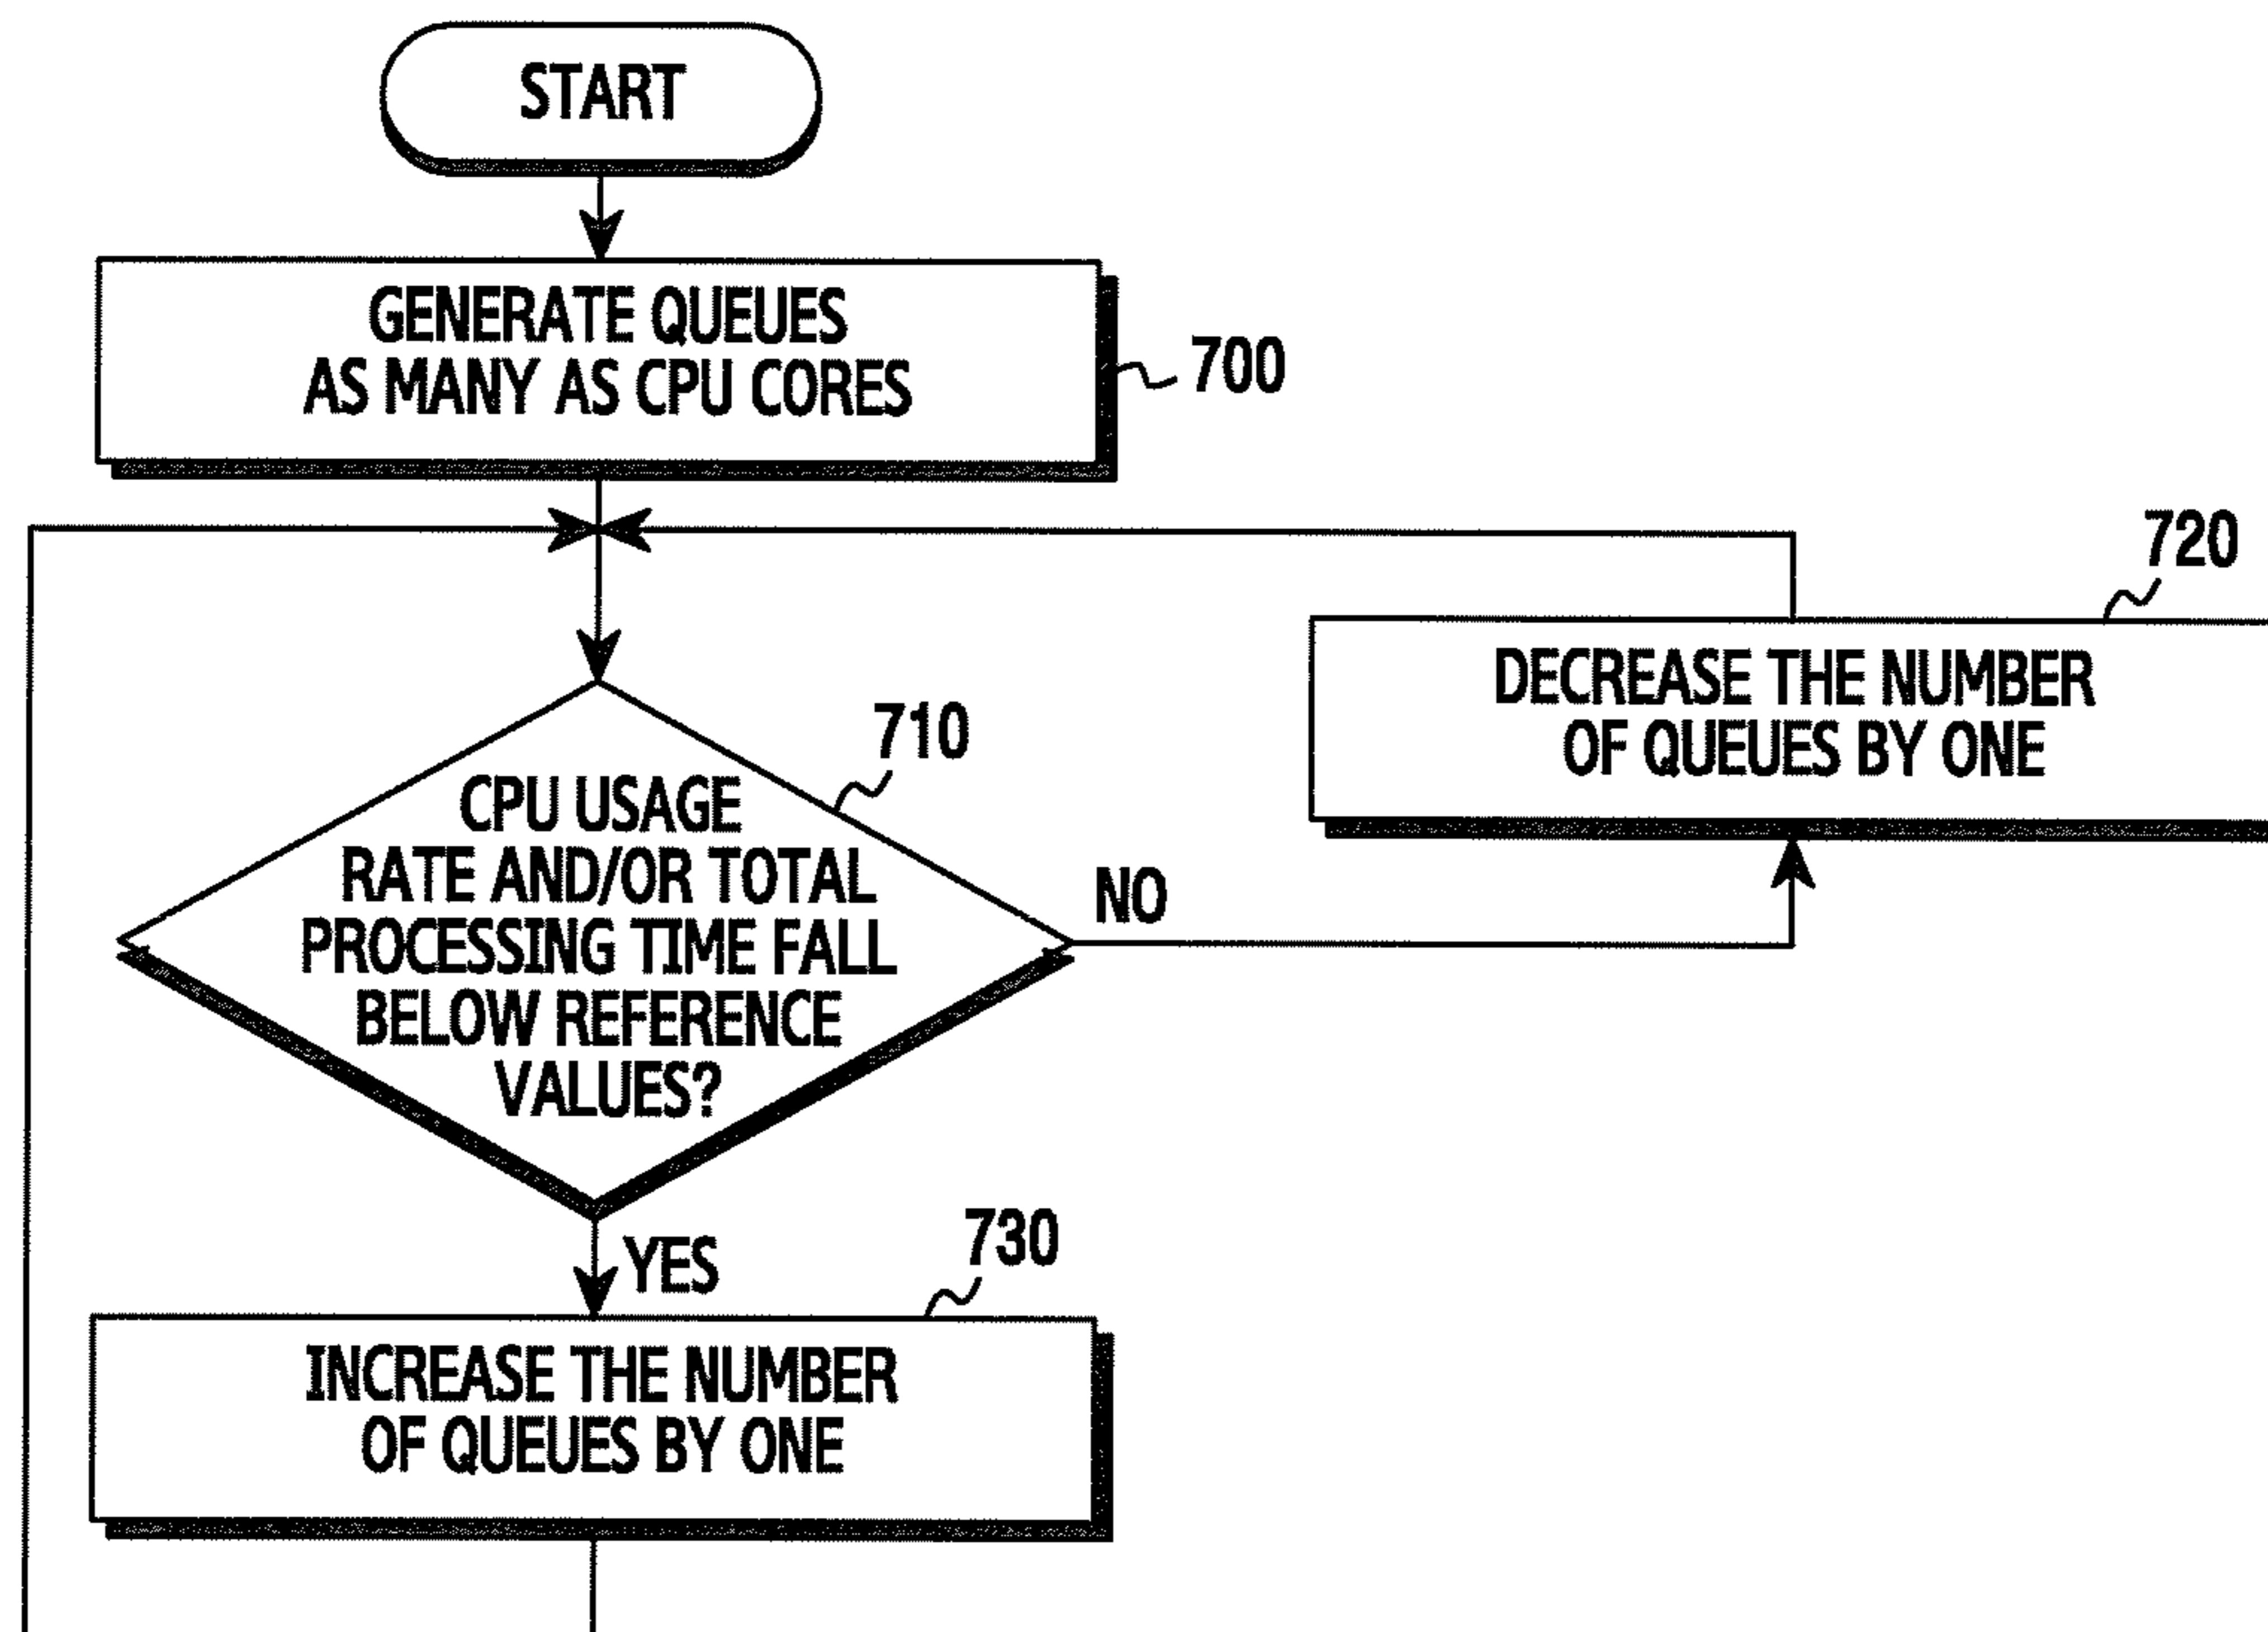 START
GENERATE QUEUES
AS MANY AS CPU CORES
700
720
DECREASE THE NUMBER
OF QUEUES BY ONE
710
CPU USAGE
RATE AND/OR TOTAL
PROCESSING TIME FALL
BELOW REFERENCE
VALUES?
NO
YES
730
INCREASE THE NUMBER
OF QUEUES BY ONE